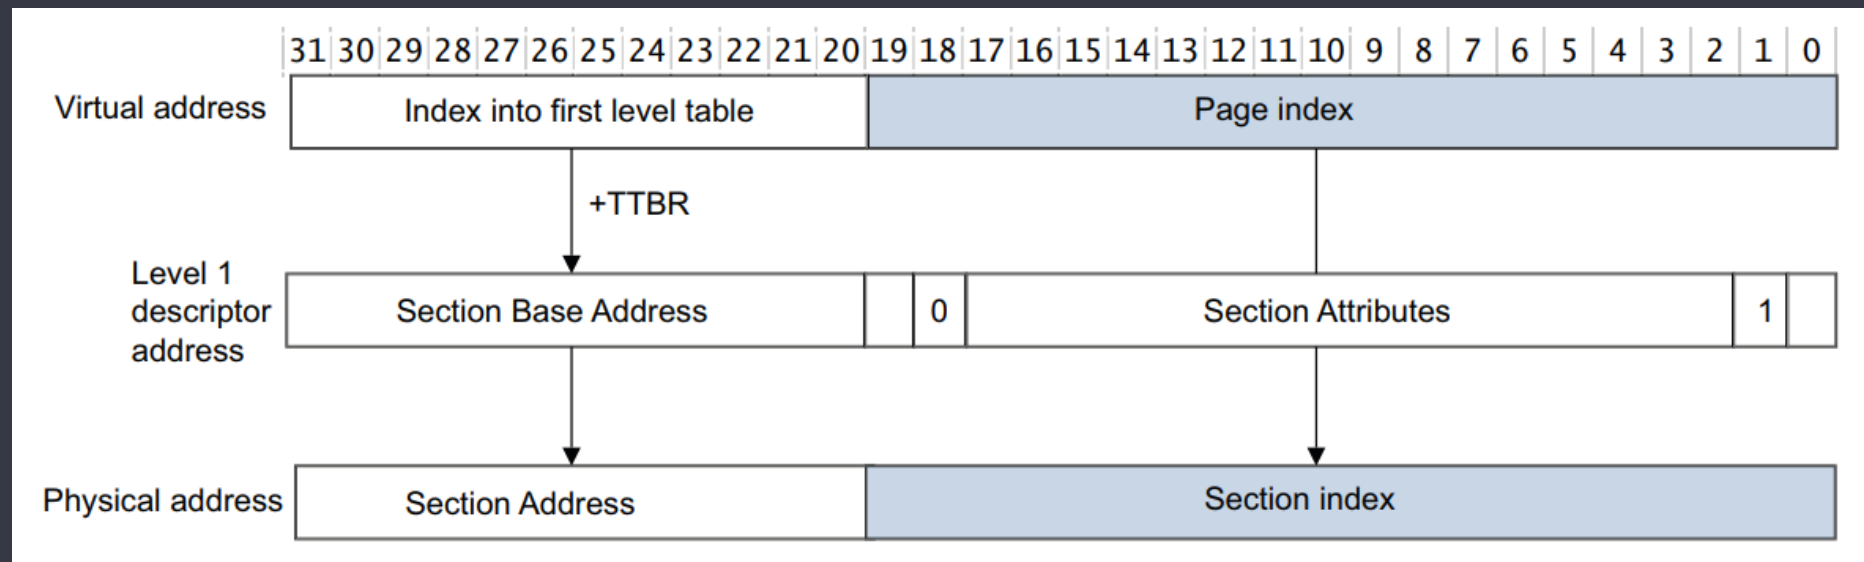 31 30 29 28 27 26 25 24 23 22 21 20 19 18 17 16 15 14 13 12 11 10 9 8 7 6 5 4 3 2 1 0
Virtual address
Index into first level table
Page index
+TTBR
Level 1
descriptor
address
Section Base Address
0
Section Attributes
1
Physical address
Section Address
Section index